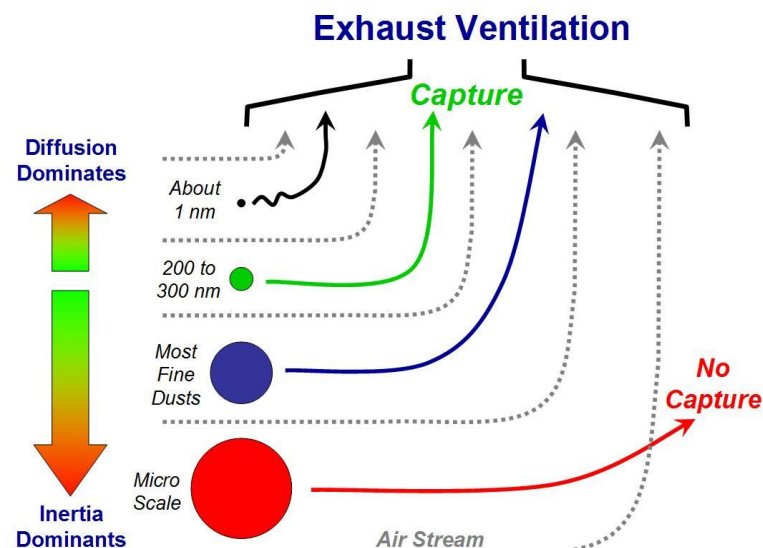 Exhaust Ventilation
Capture
Diffusion
Dominates
About
1 nm
200 to
300 nm
Most
Fine
Dusts
No
Capture
Micro
Scale
Inertia
Dominants
Air Stream